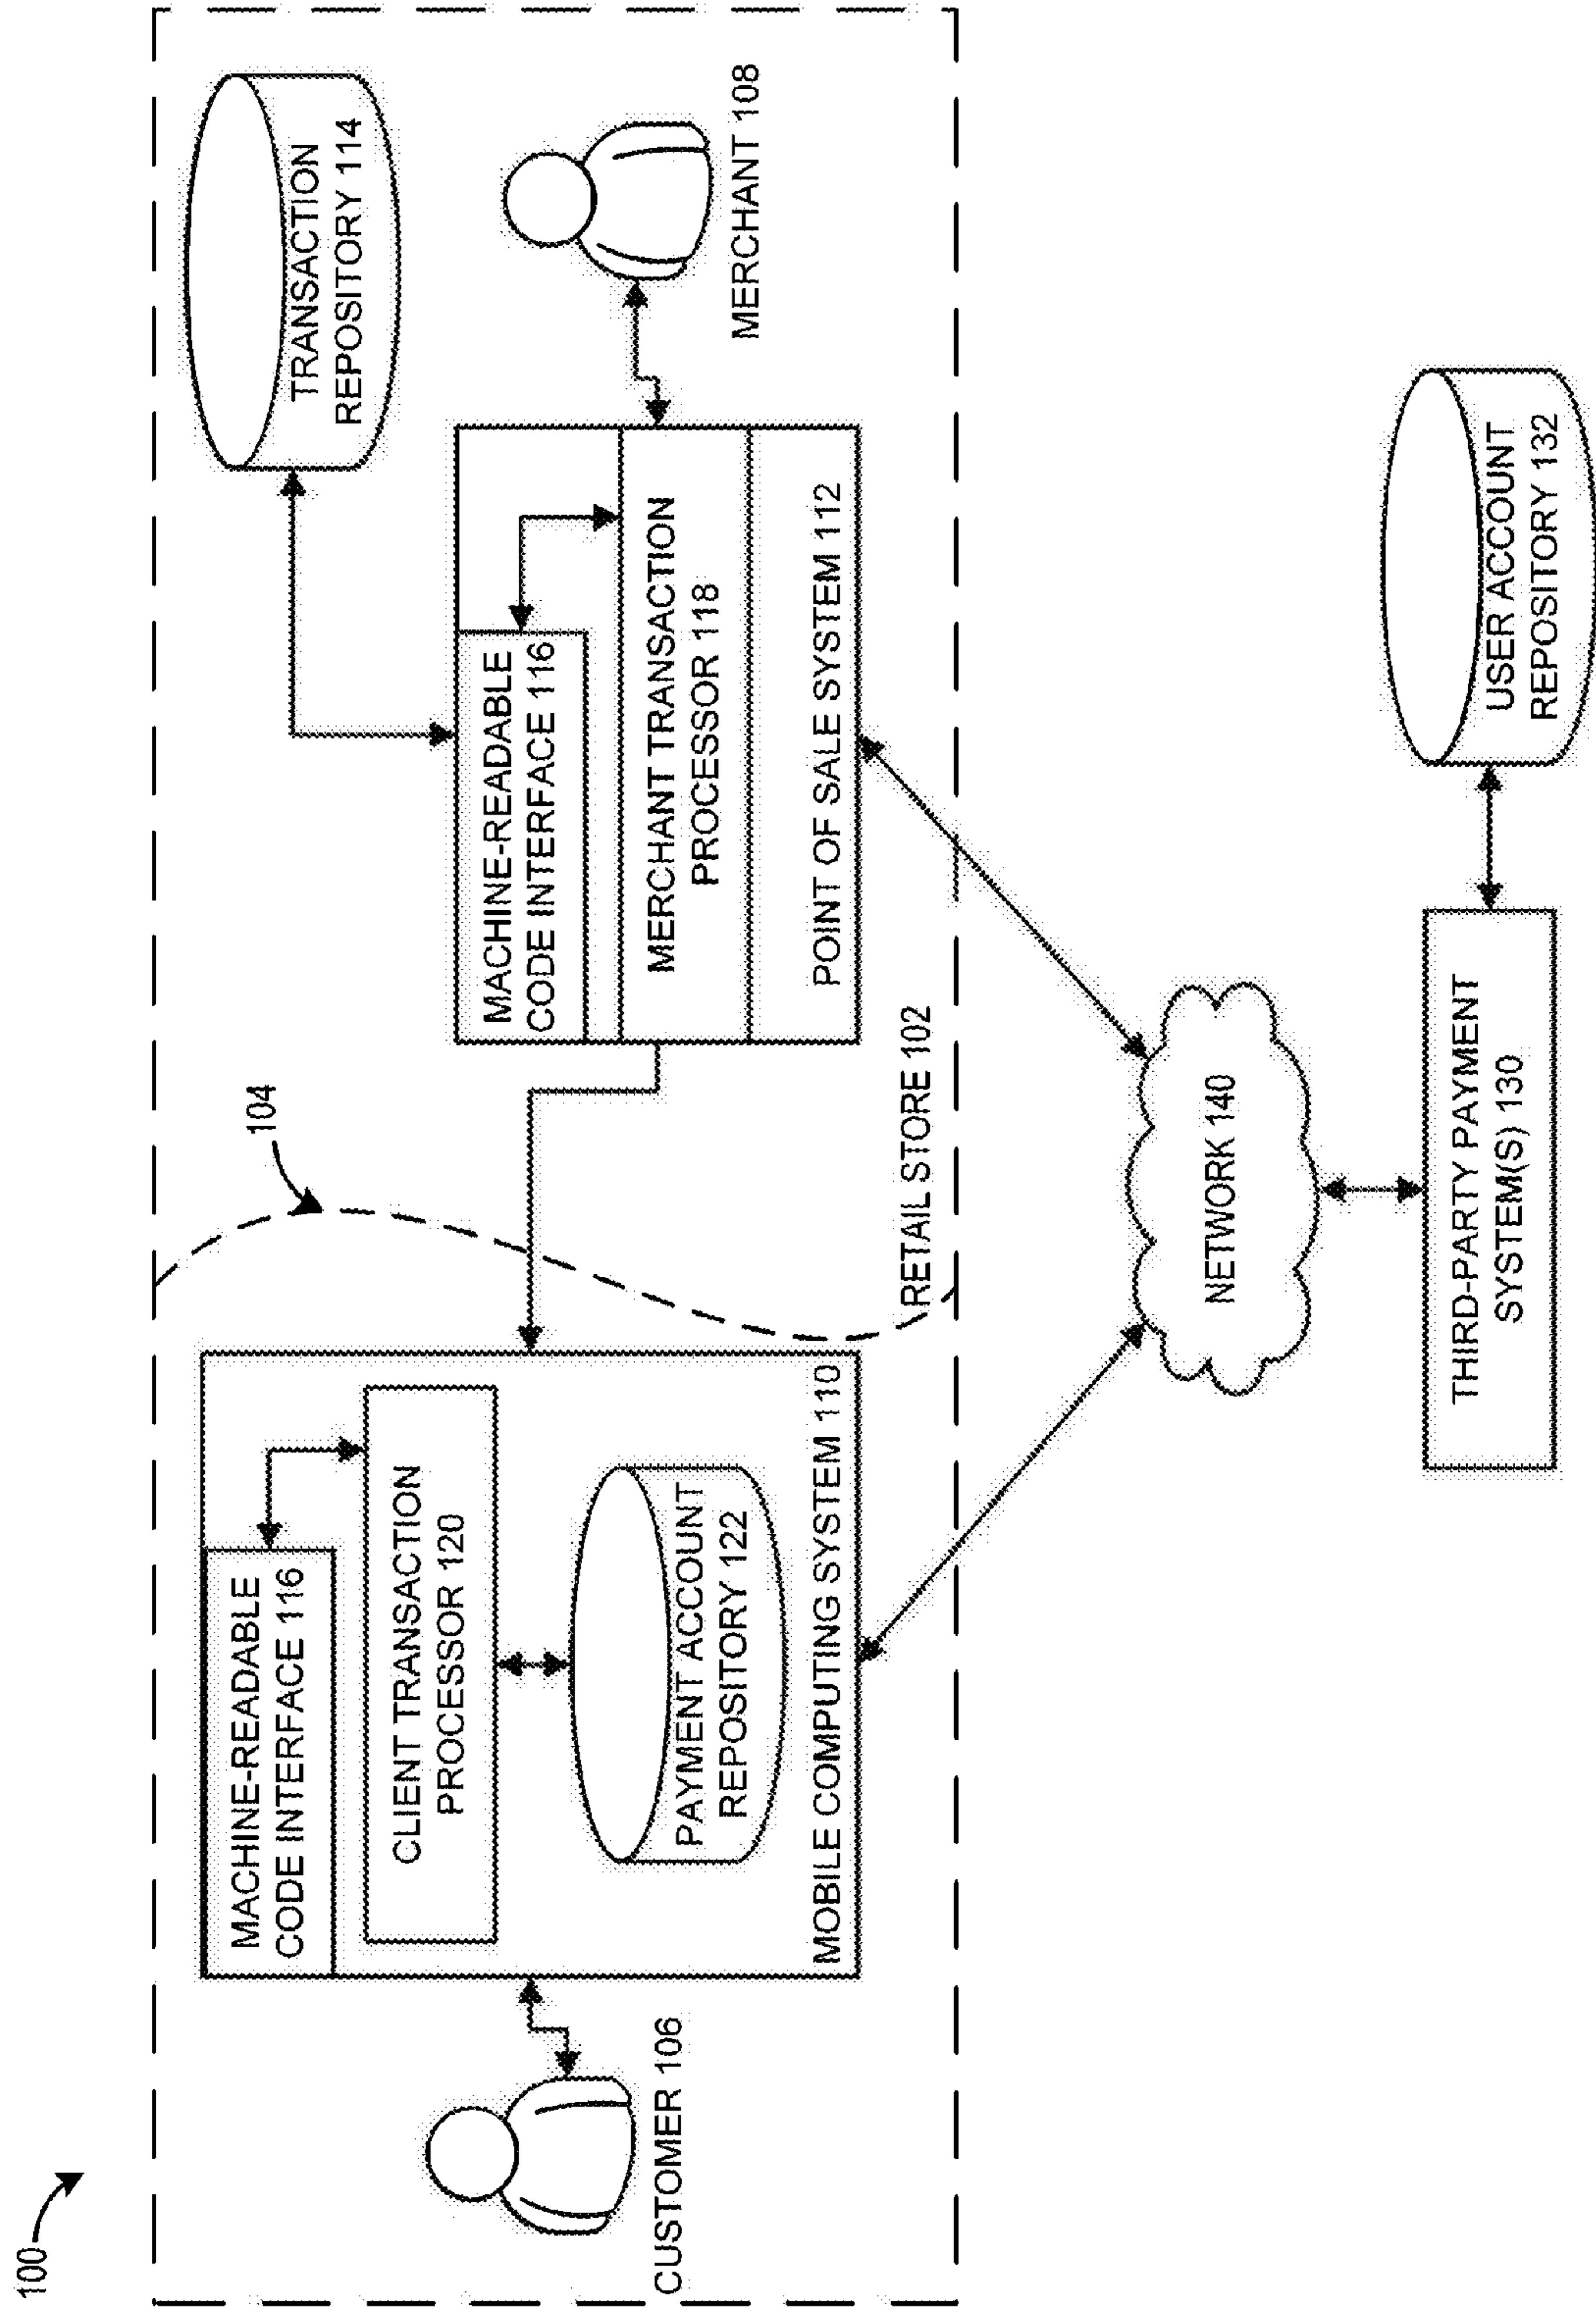 100
104
MACHINE-READABLE
CODE INTERFACE 116
CLIENT TRANSACTION
PROCESSOR 120
PAYMENT ACCOUNT
REPOSITORY 122
MOBILE COMPUTING SYSTEM 110
CUSTOMER 106
TRANSACTION
REPOSITORY 114
MACHINE-READABLE
CODE INTERFACE 116
MERCHANT TRANSACTION
PROCESSOR 118
POINT OF SALE SYSTEM 112
MERCHANT 108
RETAIL STORE 102
NETWORK 140
THIRD-PARTY PAYMENT
SYSTEM(S) 130
USER ACCOUNT
REPOSITORY 132